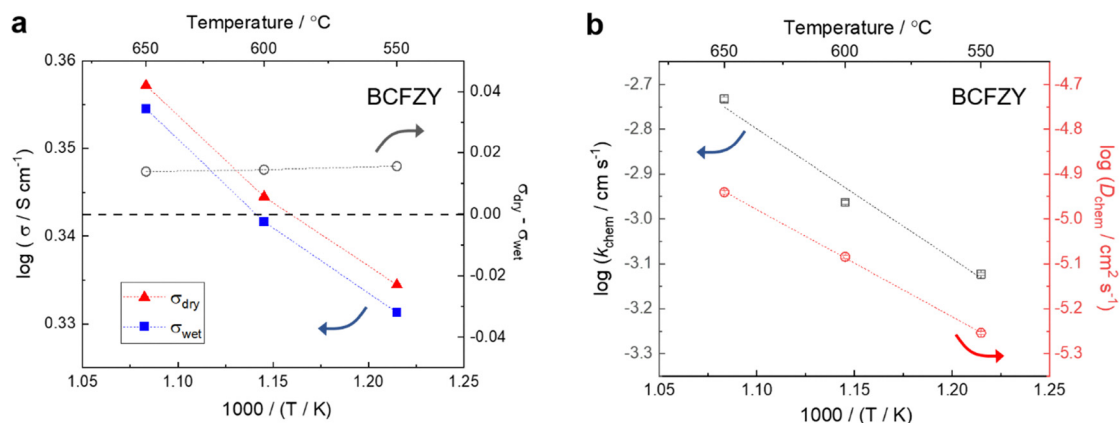 a
Temperature / °C
650 600 550
0.36
0.35
0.34
0.33
log ( σ / S cm⁻¹)
BCFZY
σdry
σwet
0.04
0.02
0.00
-0.02
-0.04
σdry - σwet
1.05 1.10 1.15 1.20 1.25
1000 / (T / K)
b
Temperature / °C
650 600 550
-2.7
-2.8
-2.9
-3.0
-3.1
-3.2
-3.3
log (kchem / cm s⁻¹)
BCFZY
-4.7
-4.8
-4.9
-5.0
-5.1
-5.2
-5.3
log (Dchem / cm² s⁻¹)
1.05 1.10 1.15 1.20 1.25
1000 / (T / K)